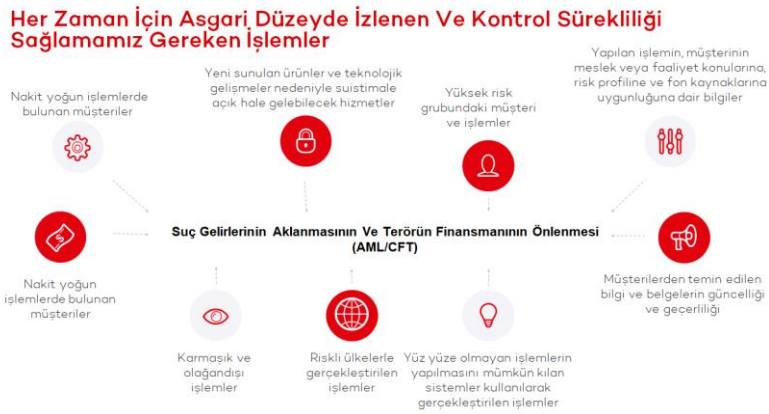 Her Zaman İçin Asgari Düzeyde İzlenen Ve Kontrol Sürekliliği
Sağlamamız Gereken İşlemler
Nakit yoğun işlemlerde
bulunan müşteriler
Yeni sunulan ürünler ve teknolojik
gelişmeler nedeniyle suistimale
açık hale gelebilecek hizmetler
Yüksek risk
grubundaki müşteri
ve işlemler
Yapılan işlemin, müşterinin
meslek veya faaliyet konularına,
risk profiline ve fon kaynaklarına
uygunluğuna dair bilgiler
Suç Gelirlerinin Aklanmasının Ve Terörün Finansmanının Önlenmesi
(AML/CFT)
Nakit yoğun
işlemlerde bulunan
müşteriler
Karmaşık ve
olağandışı
işlemler
Riskli ülkelerle
gerçekleştirilen
işlemler
Yüz yüze olmayan işlemlerin
yapılmasını mümkün kılan
sistemler kullanılarak
gerçekleştirilen işlemler
Müşterilerden temin edilen
bilgi ve belgelerin güncelliği
ve geçerliliği